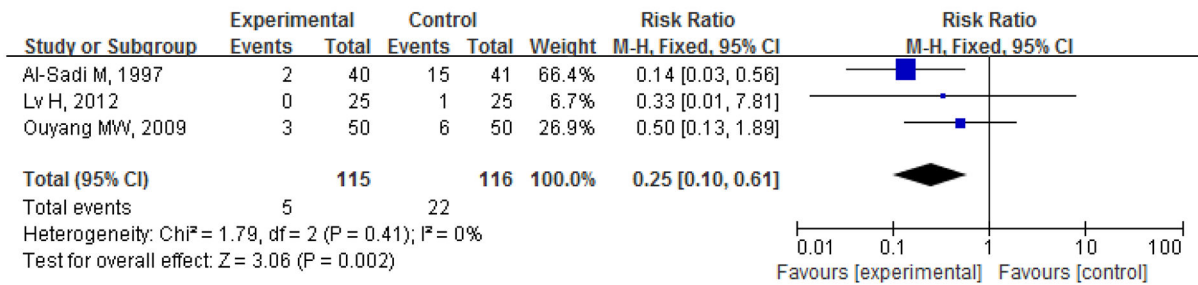 Experimental Control Risk Ratio Risk Ratio
Study or Subgroup Events Total Events Total Weight M-H, Fixed, 95% CI M-H, Fixed, 95% CI
Al-Sadi M, 1997 2 40 15 41 66.4% 0.14 [0.03, 0.56]
Lv H, 2012 0 25 1 25 6.7% 0.33 [0.01, 7.81]
Ouyang MW, 2009 3 50 6 50 26.9% 0.50 [0.13, 1.89]
Total (95% CI) 115 116 100.0% 0.25 [0.10, 0.61]
Total events 5 22
Heterogeneity: Chi² = 1.79, df = 2 (P = 0.41); I² = 0%
Test for overall effect: Z = 3.06 (P = 0.002)
0.01 0.1 1 10 100
Favours [experimental] Favours [control]